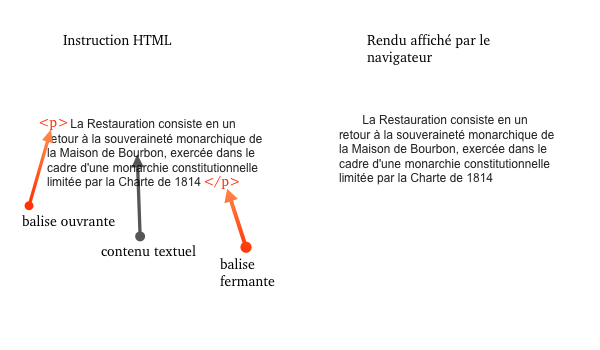 Instruction HTML
Rendu affiché par le
navigateur
<p> La Restauration consiste en un
retour à la souveraineté monarchique de
la Maison de Bourbon, exercée dans le
cadre d'une monarchie constitutionnelle
limitée par la Charte de 1814 </p>
La Restauration consiste en un
retour à la souveraineté monarchique de
la Maison de Bourbon, exercée dans le
cadre d'une monarchie constitutionnelle
limitée par la Charte de 1814
balise ouvrante
contenu textuel
balise
fermante